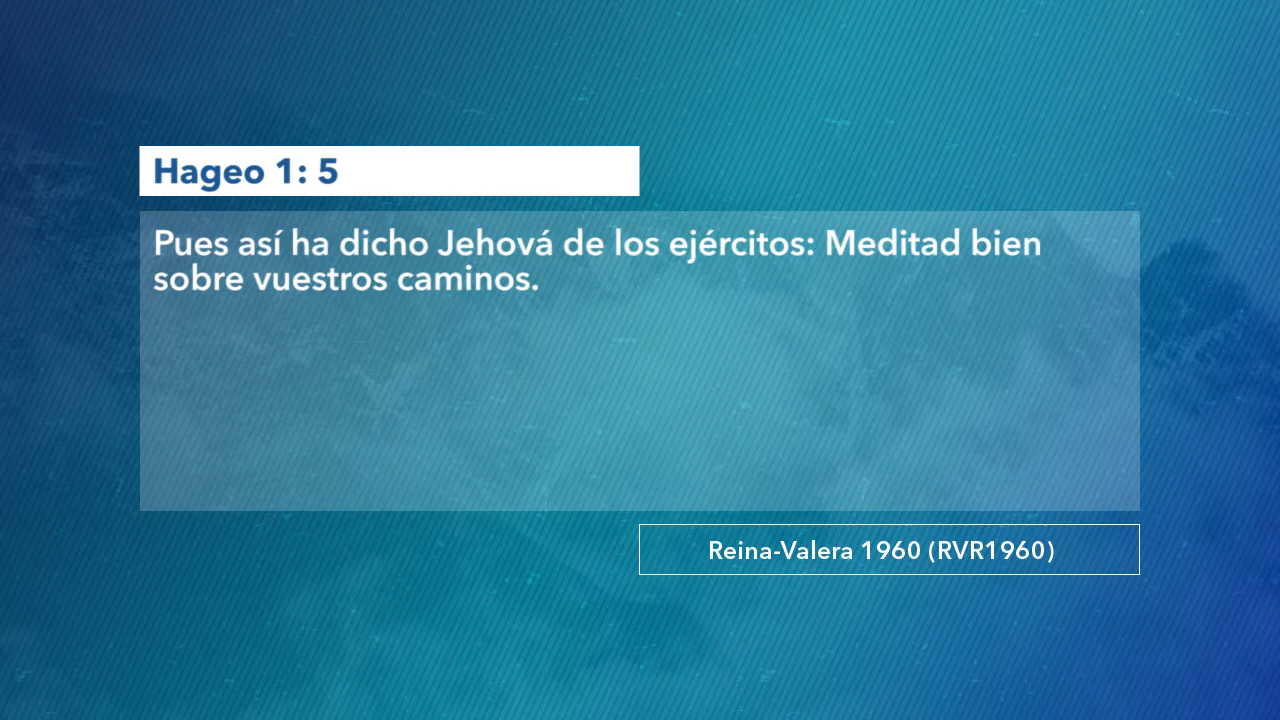 Hageo 1: 5
Pues así ha dicho Jehová de los ejércitos: Meditad bien
sobre vuestros caminos.
Reina-Valera 1960 (RVR1960)